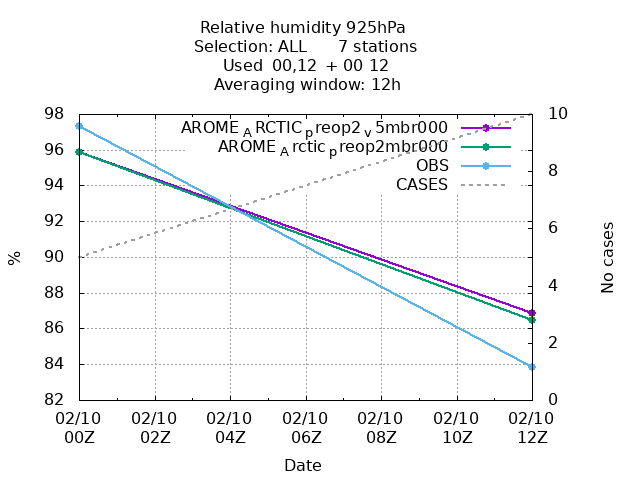 Relative humidity 925hPa
Selection: ALL 7 stations
Used 00,12 + 00 12
Averaging window: 12h
98 10
AROME_ARCTIC_preop2_v5mbr000
96 AROME_Arctic_preop2mbr000
OBS
94 CASES 8
92 6
%
90
No cases
88 4
86
84 2
82 0
02/10 02/10 02/10 02/10 02/10 02/10 02/10
00Z 02Z 04Z 06Z 08Z 10Z 12Z
Date